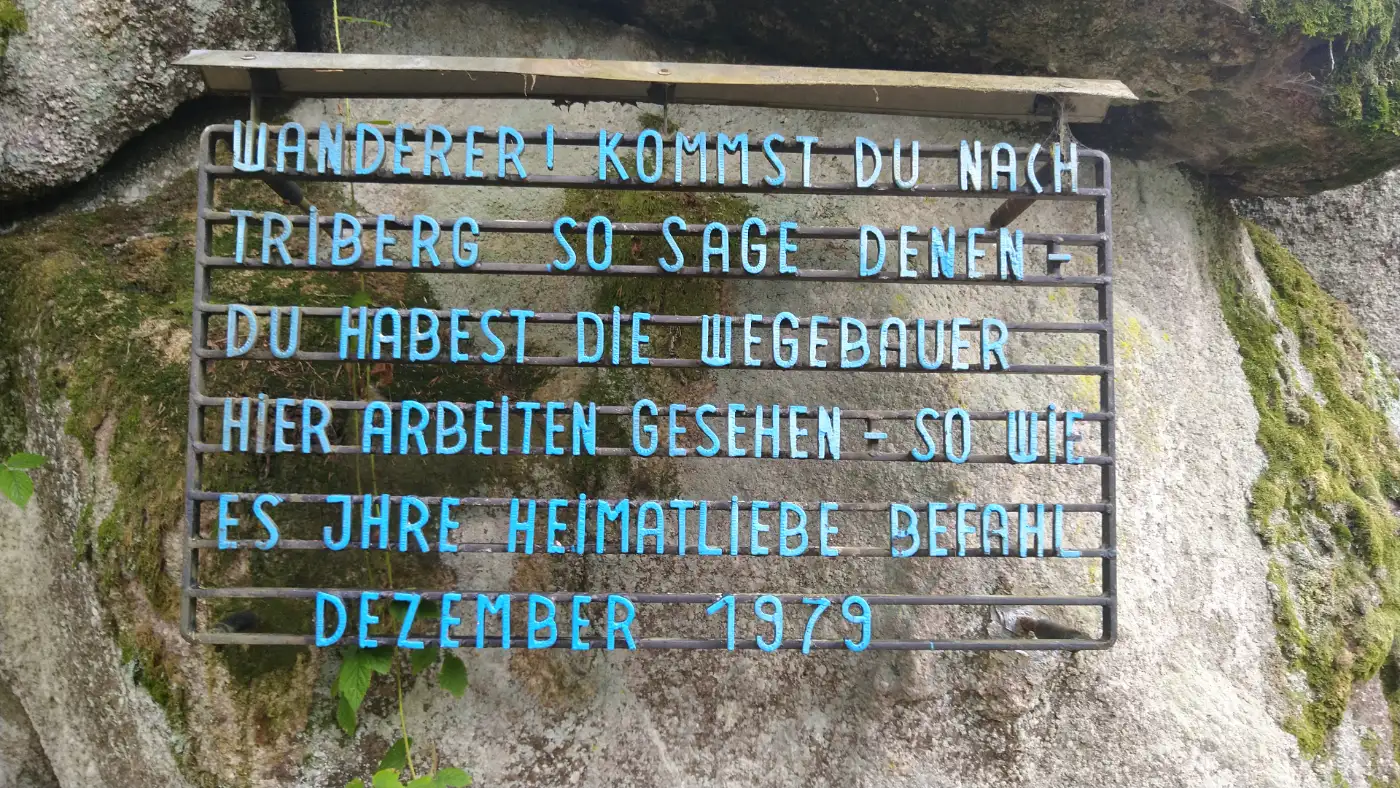 WANDERER! KOMMST DU NACH
TRIBERG SO SAGE DENEN -
DU HABEST DIE WEGEBAUER
HIER ARBEITEN GESEHEN - SO WIE
ES JHRE HEIMATLIEBE BEFAHL
DEZEMBER 1979